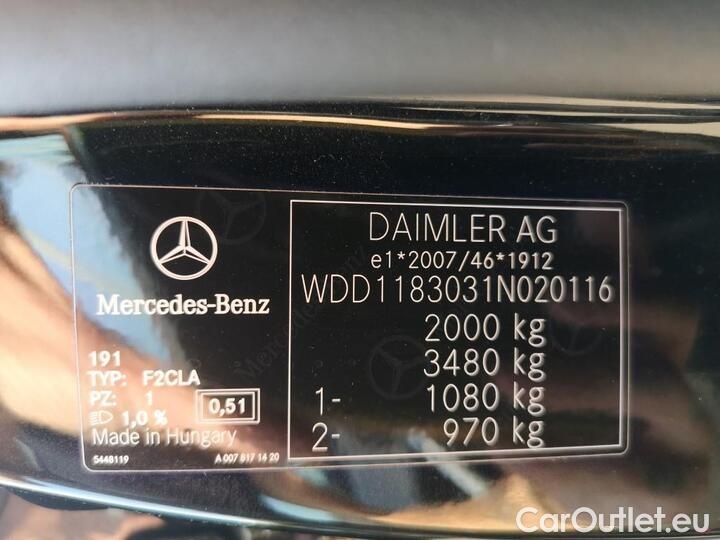 Mercedes-Benz
191
TYP: F2CLA
PZ: 1
1,0 %
0,51
Made in Hungary
5448119
A 007 817 14 20
DAIMLER AG
e1*2007/46*1912
WDD1183031N020116
2000 kg
3480 kg
1- 1080 kg
2- 970 kg
CarOutlet.eu